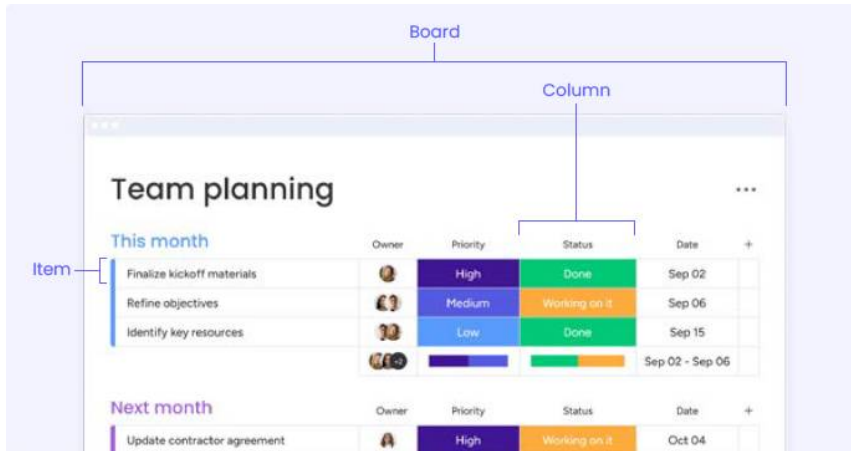 Board
Column
Team planning
This month Owner Priority Status Date +
Item
Finalize kickoff materials High Done Sep 02
Refine objectives Medium Working on it Sep 06
Identify key resources Low Done Sep 15
+2 Sep 02 - Sep 06
Next month Owner Priority Status Date +
Update contractor agreement High Working on it Oct 04